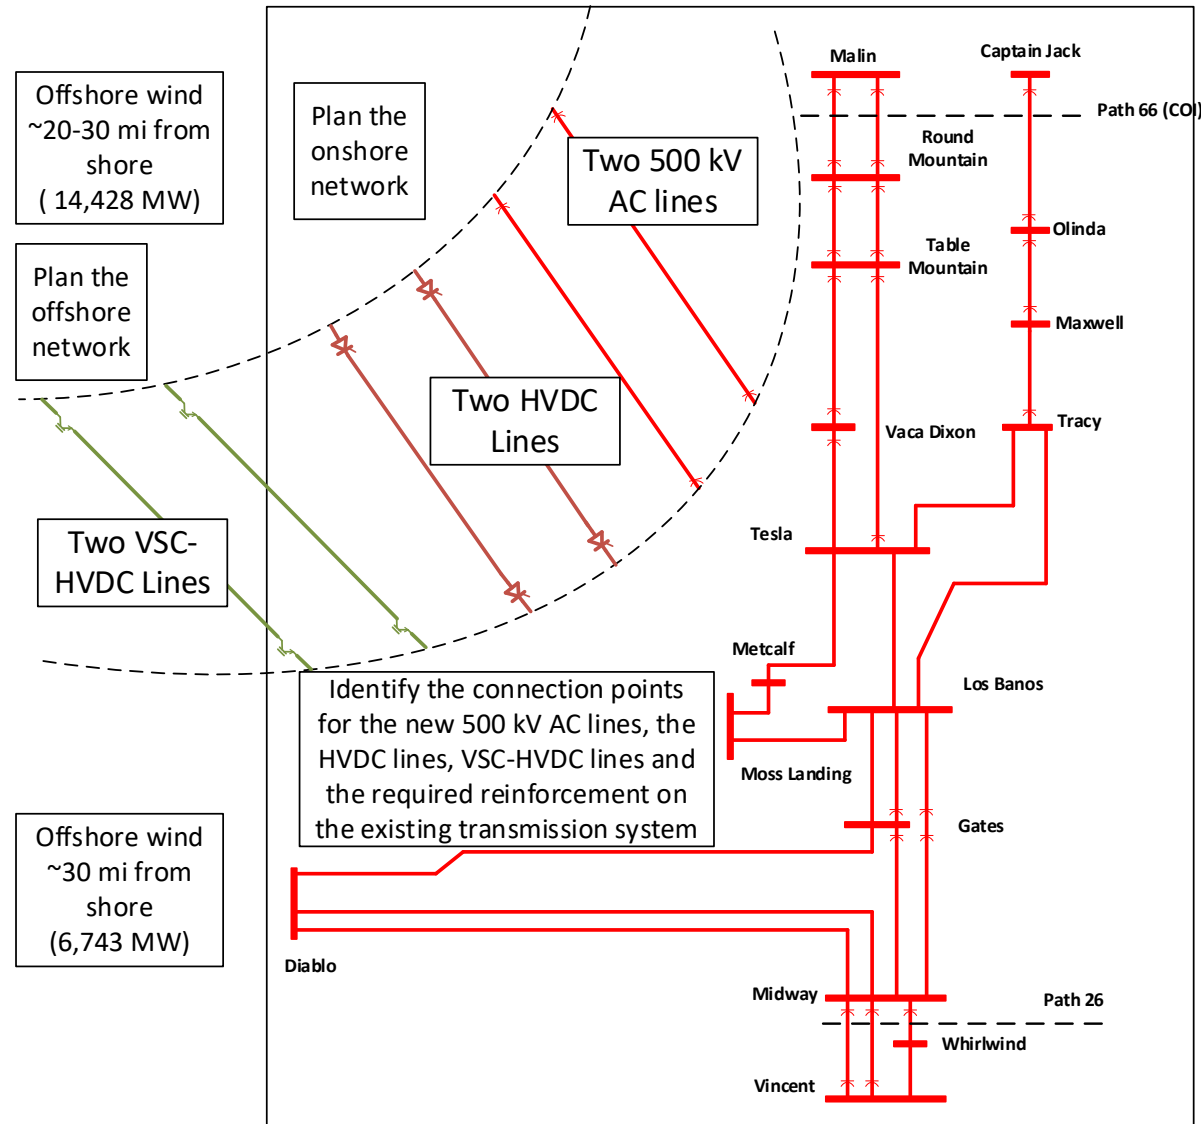 Offshore wind
~20-30 mi from
shore
( 14,428 MW)
Plan the
onshore
network
Two 500 kV
AC lines
Malin
Captain Jack
Path 66 (COI)
Round
Mountain
Olinda
Table
Mountain
Plan the
offshore
network
Maxwell
Two HVDC
Lines
Vaca Dixon
Tracy
Two VSC-
HVDC Lines
Tesla
Metcalf
Los Banos
Identify the connection points
for the new 500 kV AC lines, the
HVDC lines, VSC-HVDC lines and
the required reinforcement on
the existing transmission system
Moss Landing
Gates
Offshore wind
~30 mi from
shore
(6,743 MW)
Diablo
Midway
Path 26
Whirlwind
Vincent